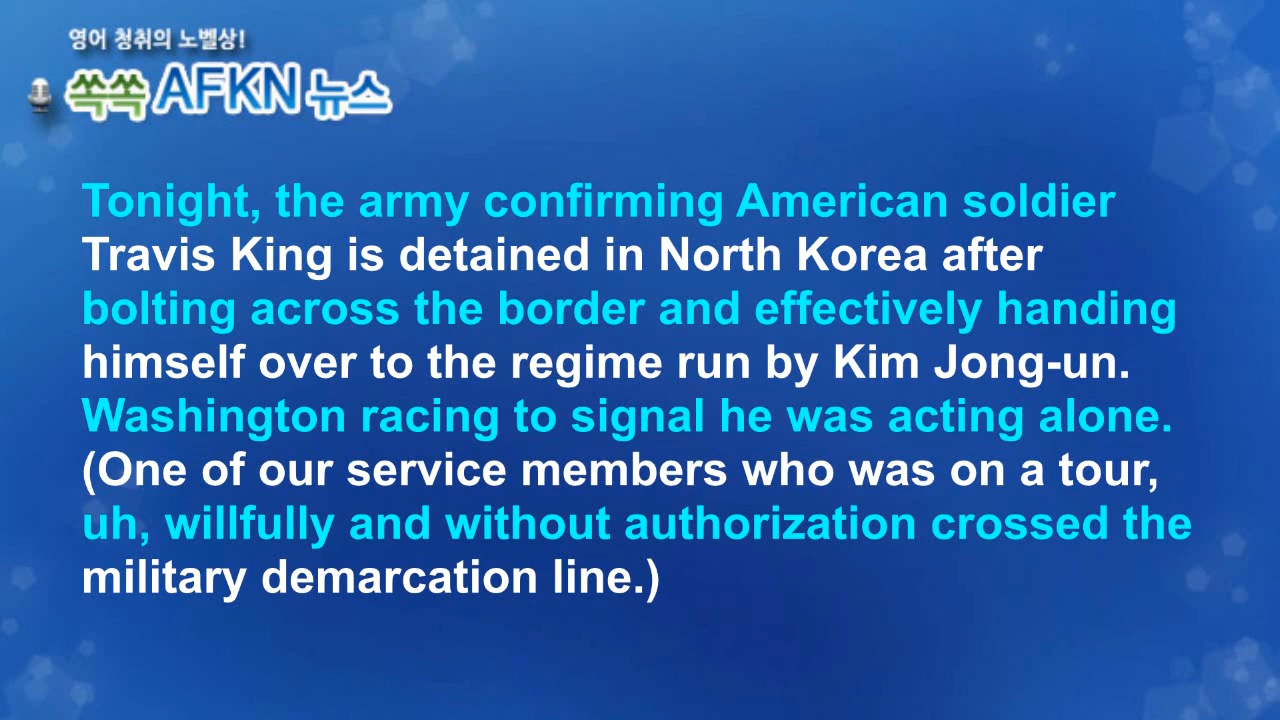 영어 청취의 노벨상!
쏙쏙 AFKN 뉴스
Tonight, the army confirming American soldier
Travis King is detained in North Korea after
bolting across the border and effectively handing
himself over to the regime run by Kim Jong-un.
Washington racing to signal he was acting alone.
(One of our service members who was on a tour,
uh, willfully and without authorization crossed the
military demarcation line.)